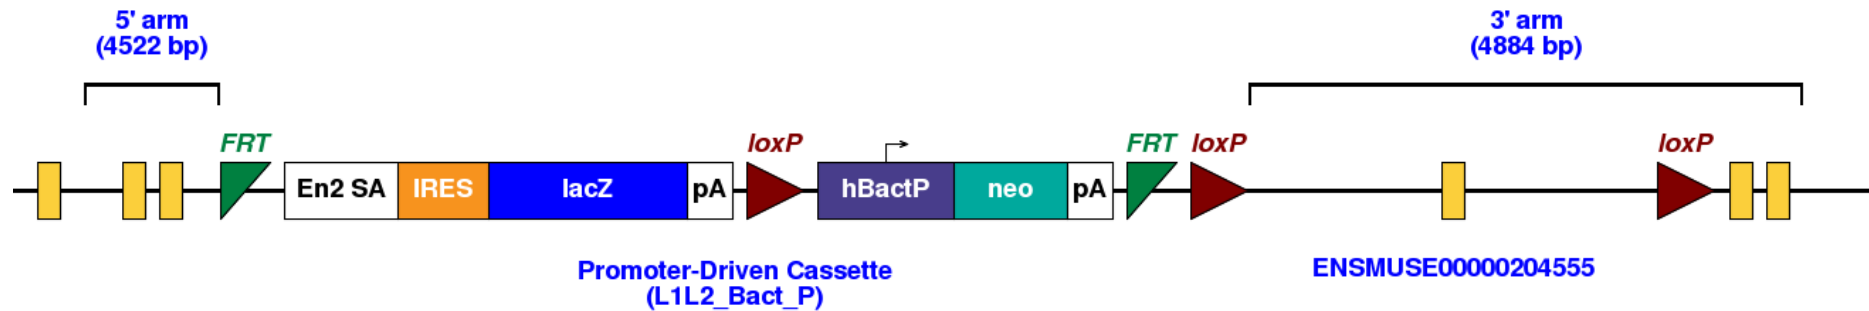 5' arm
(4522 bp)
3' arm
(4884 bp)
FRT
loxP
FRT
loxP
loxP
En2 SA
IRES
lacZ
pA
hBactP
neo
pA
Promoter-Driven Cassette
(L1L2_Bact_P)
ENSMUSE00000204555